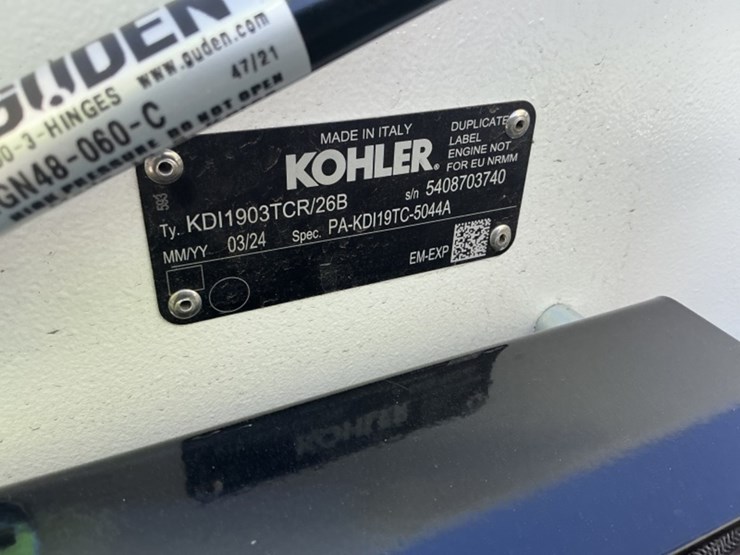 GUDEN
www.guden.com
0-3-HINGES 47/21
GN48-060-C
HIGH PRESSURE DO NOT OPEN
MADE IN ITALY
KOHLER®
DUPLICATE
LABEL
ENGINE NOT
FOR EU NRMM
593
Ty. KDI1903TCR/26B
s/n 5408703740
MM/YY 03/24
Spec. PA-KDI19TC-5044A
EM-EXP
KOHLER